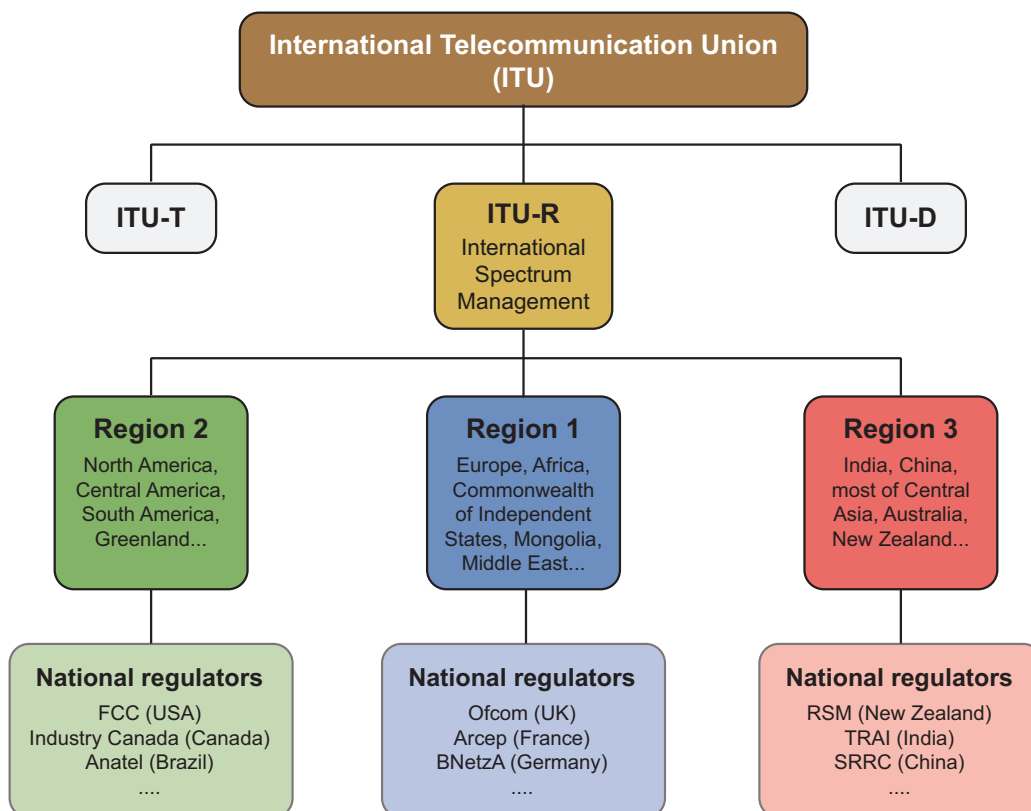 International Telecommunication Union
(ITU)
ITU-T
ITU-R
International
Spectrum
Management
ITU-D
Region 2
North America,
Central America,
South America,
Greenland...
Region 1
Europe, Africa,
Commonwealth
of Independent
States, Mongolia,
Middle East...
Region 3
India, China,
most of Central
Asia, Australia,
New Zealand...
National regulators
FCC (USA)
Industry Canada (Canada)
Anatel (Brazil)
....
National regulators
Ofcom (UK)
Arcep (France)
BNetzA (Germany)
....
National regulators
RSM (New Zealand)
TRAI (India)
SRRC (China)
....